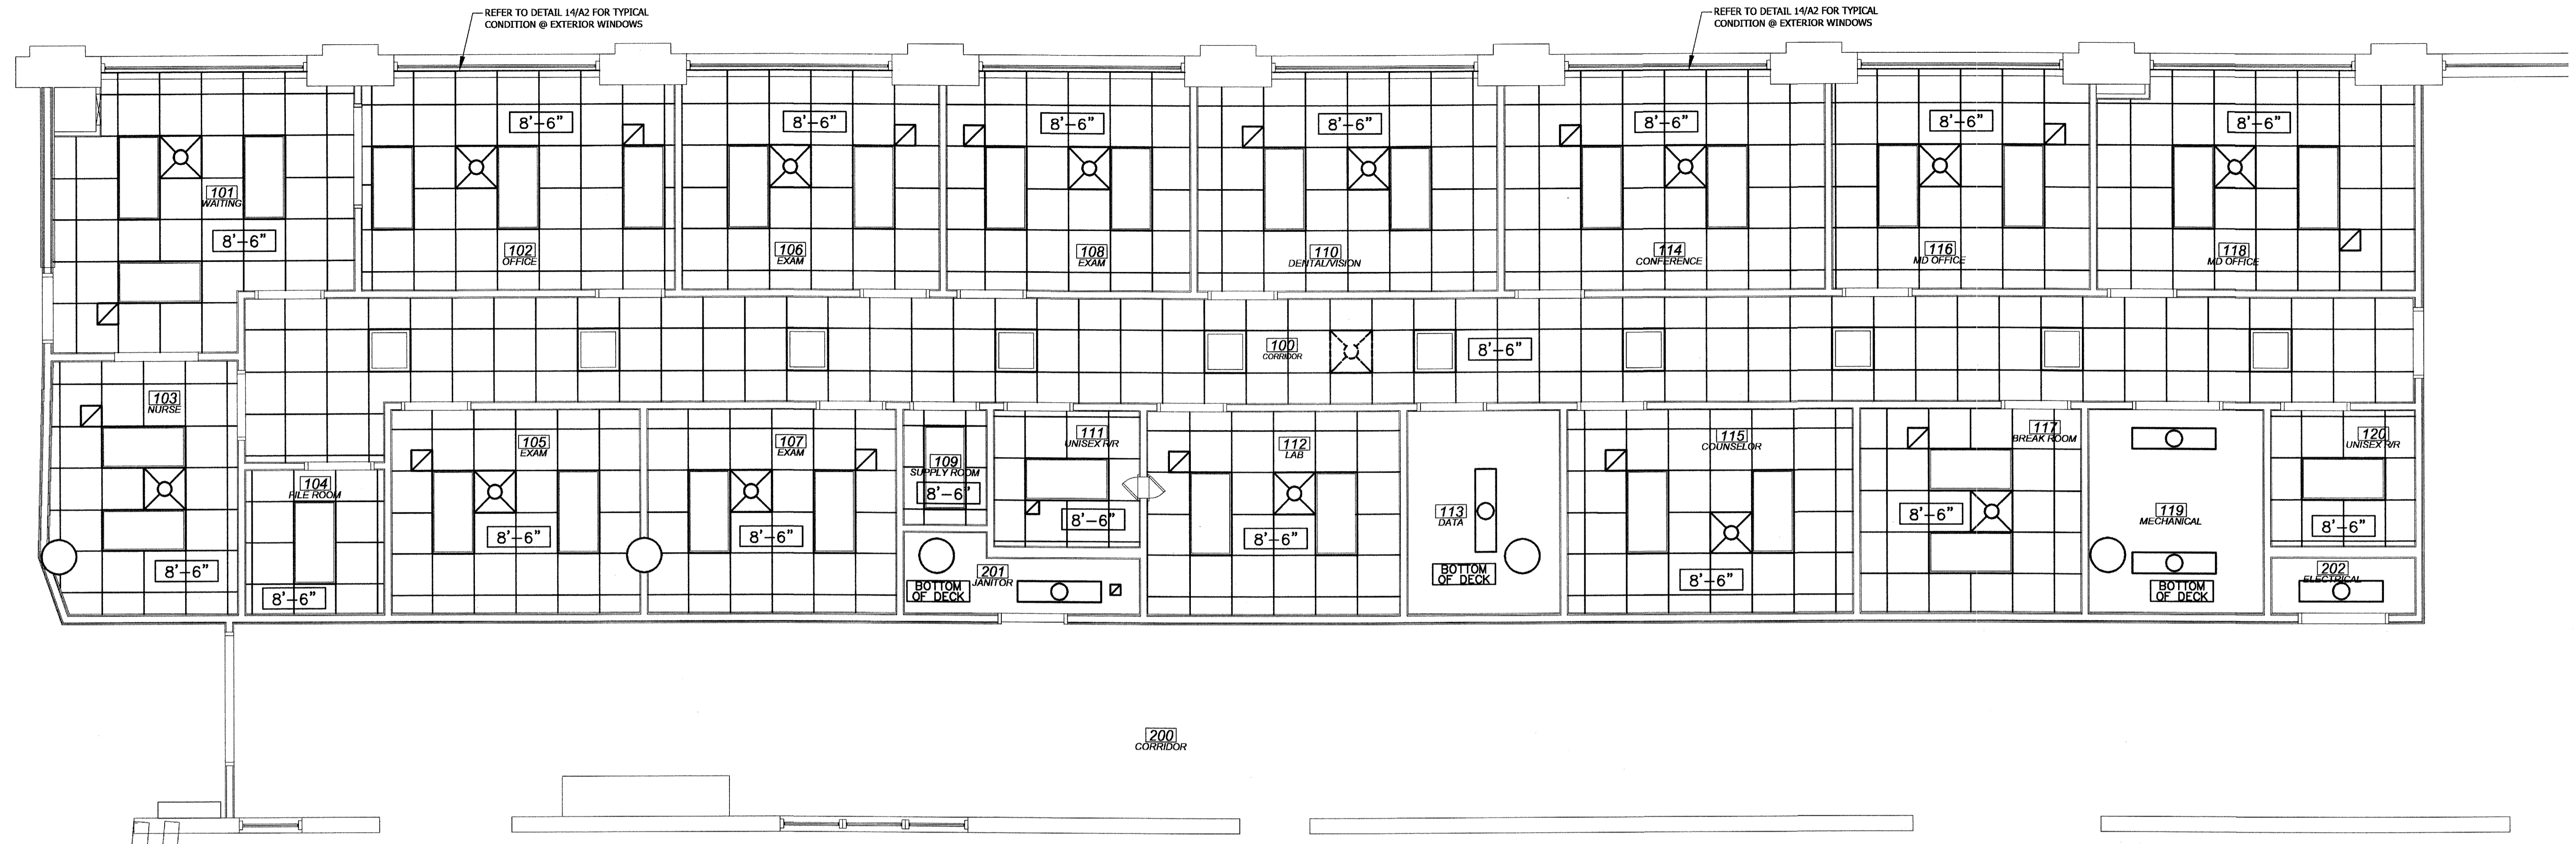 REFER TO DETAIL 14/A2 FOR TYPICAL
CONDITION @ EXTERIOR WINDOWS
REFER TO DETAIL 14/A2 FOR TYPICAL
CONDITION @ EXTERIOR WINDOWS
101
WAITING
8'-6"
8'-6"
102
OFFICE
8'-6"
106
EXAM
8'-6"
108
EXAM
8'-6"
110
DENTAL/VISION
8'-6"
114
CONFERENCE
8'-6"
116
MD OFFICE
8'-6"
118
MD OFFICE
100
CORRIDOR
8'-6"
103
NURSE
8'-6"
104
FILE ROOM
8'-6"
105
EXAM
8'-6"
107
EXAM
8'-6"
109
SUPPLY ROOM
8'-6"
111
UNISEX R/R
8'-6"
201
JANITOR
BOTTOM
OF DECK
112
LAB
8'-6"
113
DATA
BOTTOM
OF DECK
115
COUNSELOR
8'-6"
117
BREAK ROOM
8'-6"
119
MECHANICAL
BOTTOM
OF DECK
120
UNISEX R/R
8'-6"
202
ELECTRICAL
200
CORRIDOR